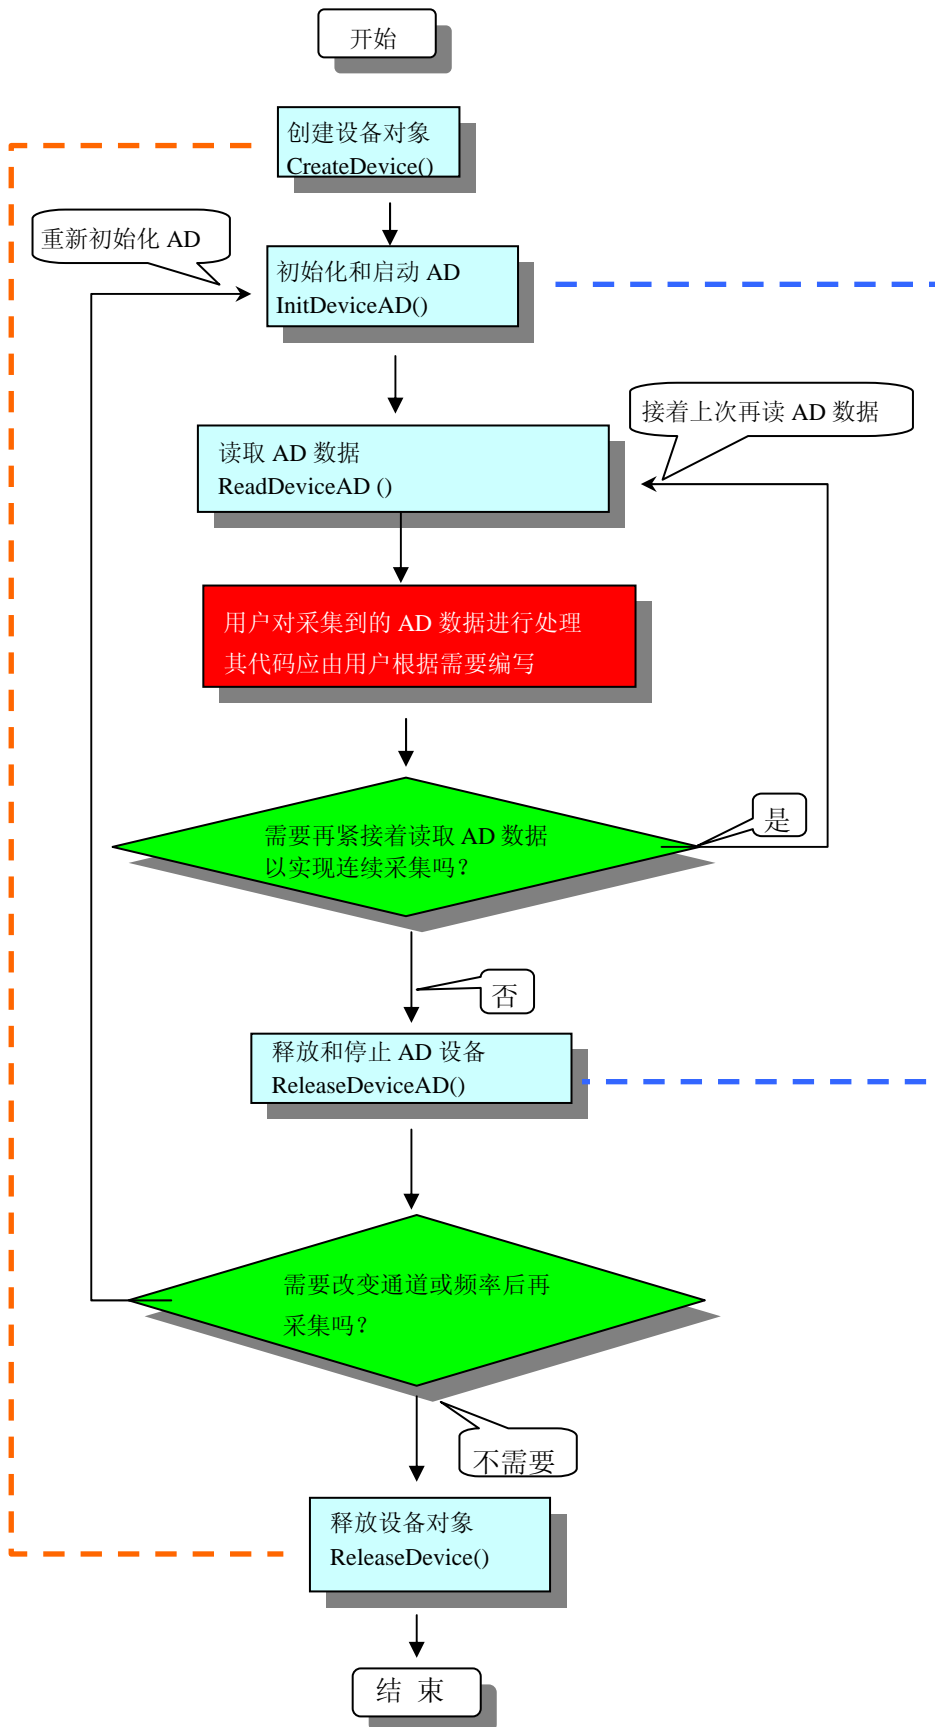 开始
创建设备对象
CreateDevice()
重新初始化 AD
初始化和启动 AD
InitDeviceAD()
接着上次再读 AD 数据
读取 AD 数据
ReadDeviceAD ()
用户对采集到的 AD 数据进行处理
其代码应由用户根据需要编写
是
需要再紧接着读取 AD 数据
以实现连续采集吗？
否
释放和停止 AD 设备
ReleaseDeviceAD()
需要改变通道或频率后再
采集吗？
不需要
释放设备对象
ReleaseDevice()
结 束